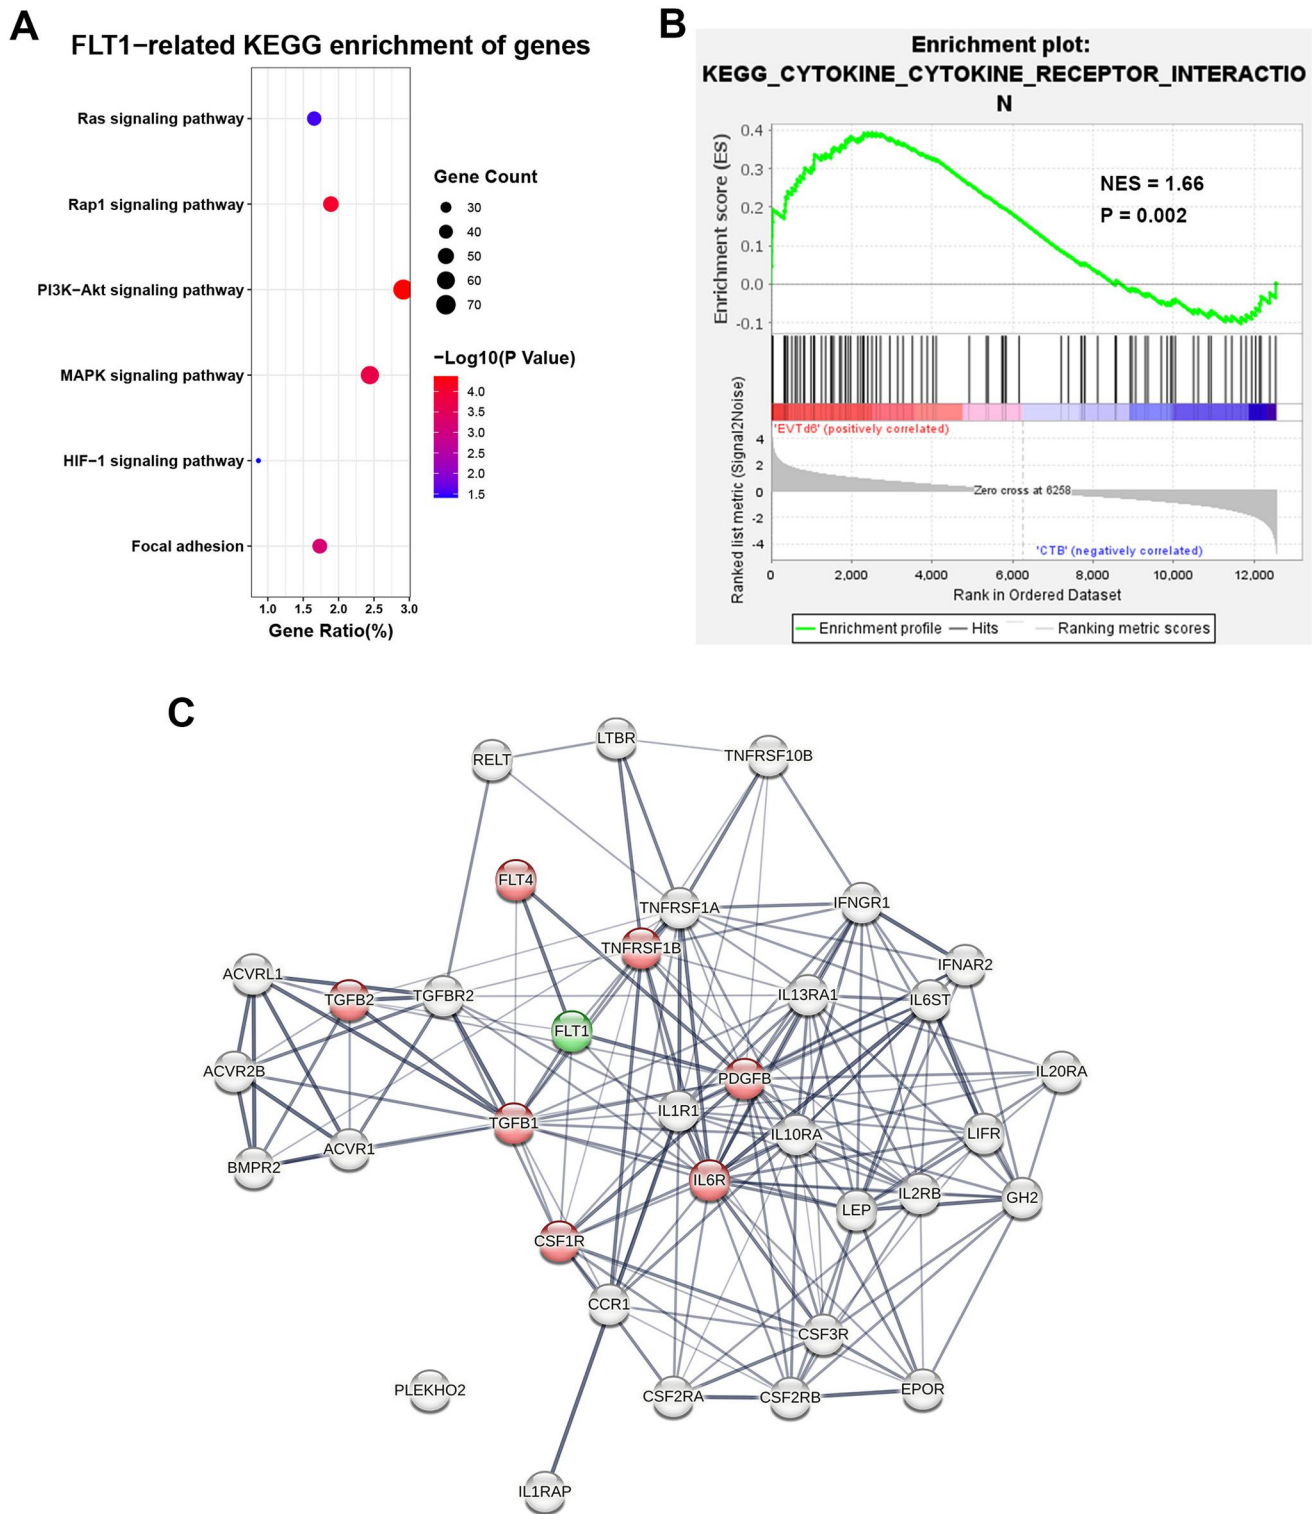 A
FLT1−related KEGG enrichment of genes
Ras signaling pathway
Rap1 signaling pathway
PI3K−Akt signaling pathway
MAPK signaling pathway
HIF−1 signaling pathway
Focal adhesion
1.0 1.5 2.0 2.5 3.0
Gene Ratio(%)
Gene Count
30
40
50
60
70
−Log10(P Value)
4.0
3.5
3.0
2.5
2.0
1.5
B
Enrichment plot:
KEGG_CYTOKINE_CYTOKINE_RECEPTOR_INTERACTIO
N
Enrichment score (ES)
0.4
0.3
0.2
0.1
0.0
-0.1
NES = 1.66
P = 0.002
'EVTd6' (positively correlated)
Ranked list metric (Signal2Noise)
4
2
0
-2
-4
Zero cross at 6258
'CTB' (negatively correlated)
0 2,000 4,000 6,000 8,000 10,000 12,000
Rank in Ordered Dataset
Enrichment profile Hits Ranking metric scores
C
LTBR
RELT
TNFRSF10B
FLT4
TNFRSF1A
IFNGR1
TNFRSF1B
IFNAR2
ACVRL1
TGFB2
TGFBR2
IL13RA1
IL6ST
FLT1
ACVR2B
PDGFB
IL20RA
IL1R1
TGFB1
IL10RA
LIFR
ACVR1
BMPR2
IL6R
IL2RB
GH2
LEP
CSF1R
CCR1
CSF3R
PLEKHO2
CSF2RA
CSF2RB
EPOR
IL1RAP